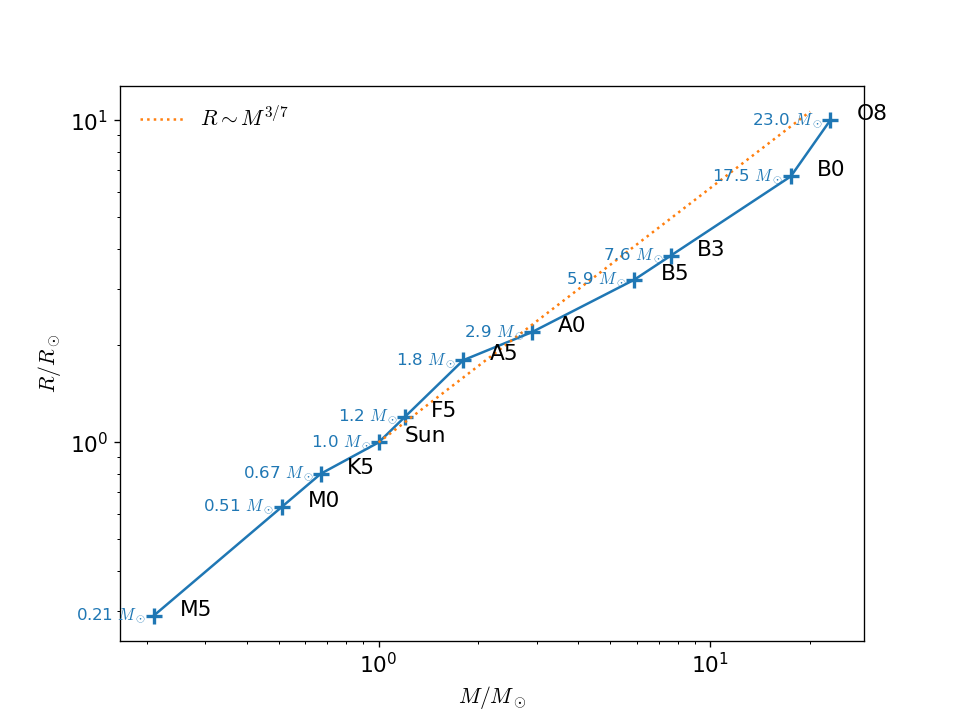 R ~ M^{3/7}
10^1
23.0 M_⊙ O8
17.5 M_⊙ B0
7.6 M_⊙ B3
5.9 M_⊙ B5
2.9 M_⊙ A0
1.8 M_⊙ A5
1.2 M_⊙ F5
R/R_⊙
10^0
1.0 M_⊙ Sun
0.67 M_⊙ K5
0.51 M_⊙ M0
0.21 M_⊙ M5
10^0 10^1
M/M_⊙